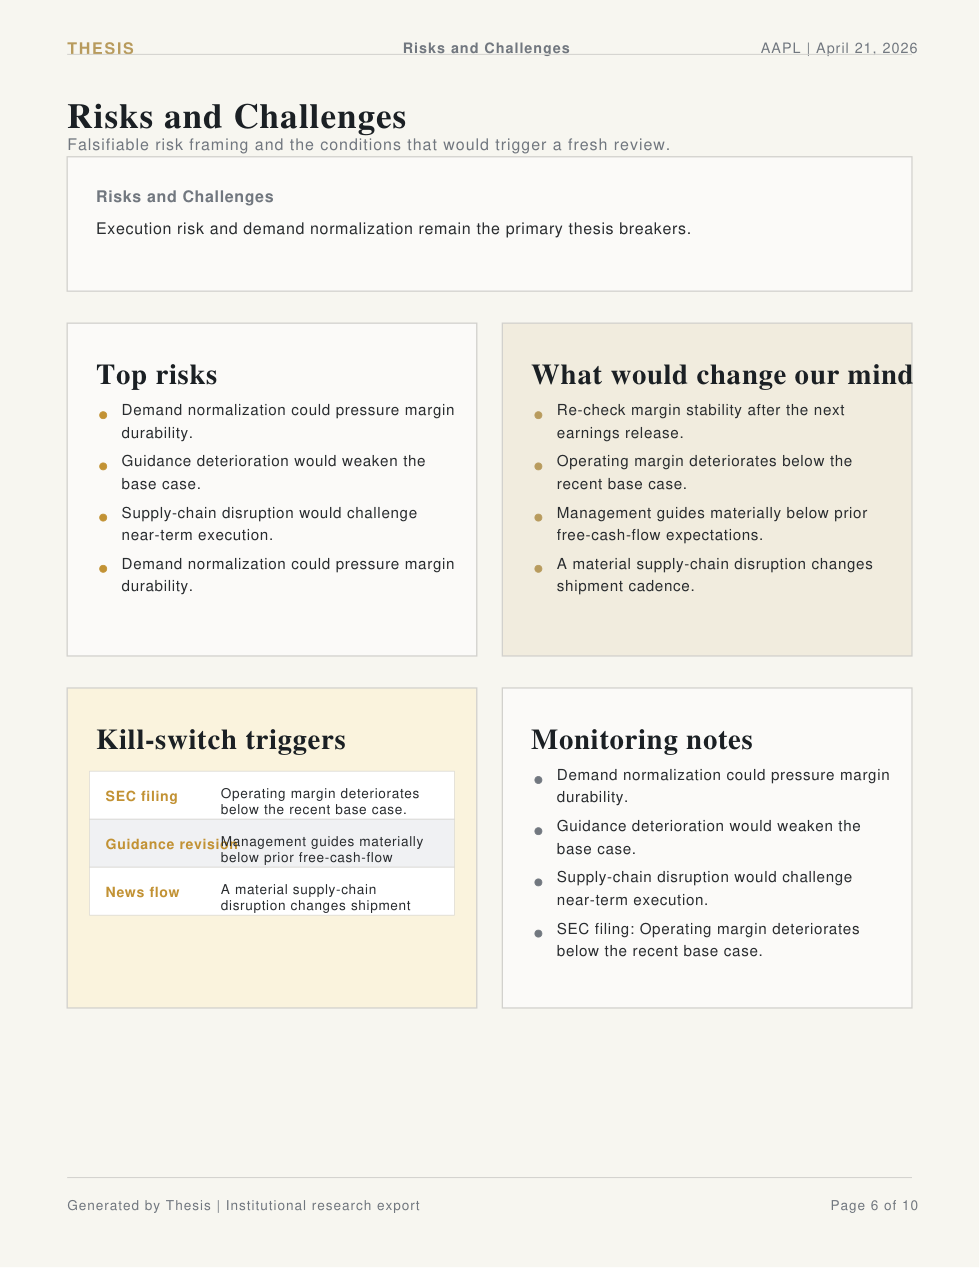 THESIS
Risks and Challenges
AAPL | April 21, 2026
Risks and Challenges
Falsifiable risk framing and the conditions that would trigger a fresh review.
Risks and Challenges
Execution risk and demand normalization remain the primary thesis breakers.
Top risks
Demand normalization could pressure margin
durability.
Guidance deterioration would weaken the
base case.
Supply-chain disruption would challenge
near-term execution.
Demand normalization could pressure margin
durability.
What would change our mind
Re-check margin stability after the next
earnings release.
Operating margin deteriorates below the
recent base case.
Management guides materially below prior
free-cash-flow expectations.
A material supply-chain disruption changes
shipment cadence.
Kill-switch triggers
SEC filing
Operating margin deteriorates
below the recent base case.
Guidance revision
Management guides materially
below prior free-cash-flow
News flow
A material supply-chain
disruption changes shipment
Monitoring notes
Demand normalization could pressure margin
durability.
Guidance deterioration would weaken the
base case.
Supply-chain disruption would challenge
near-term execution.
SEC filing: Operating margin deteriorates
below the recent base case.
Generated by Thesis | Institutional research export
Page 6 of 10